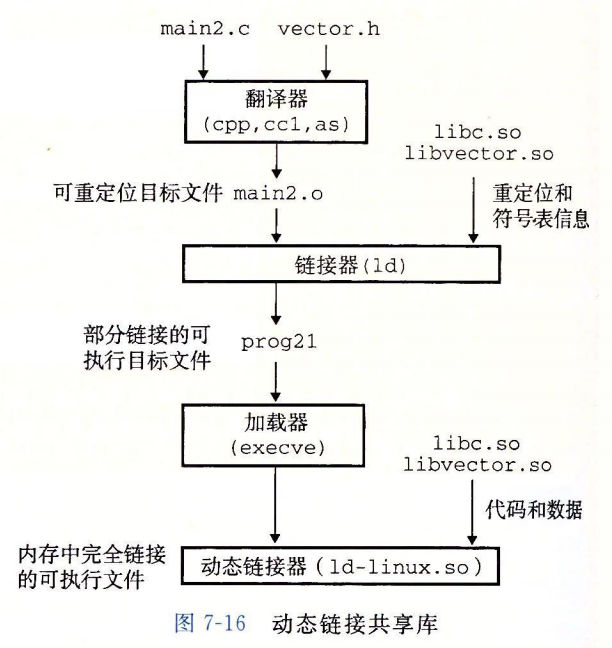 main2.c vector.h
翻译器
(cpp,cc1,as)
libc.so
libvector.so
可重定位目标文件 main2.o
重定位和
符号表信息
链接器(ld)
部分链接的可
执行目标文件
prog21
加载器
(execve)
libc.so
libvector.so
代码和数据
内存中完全链接
的可执行文件
动态链接器(ld-linux.so)
图 7-16 动态链接共享库